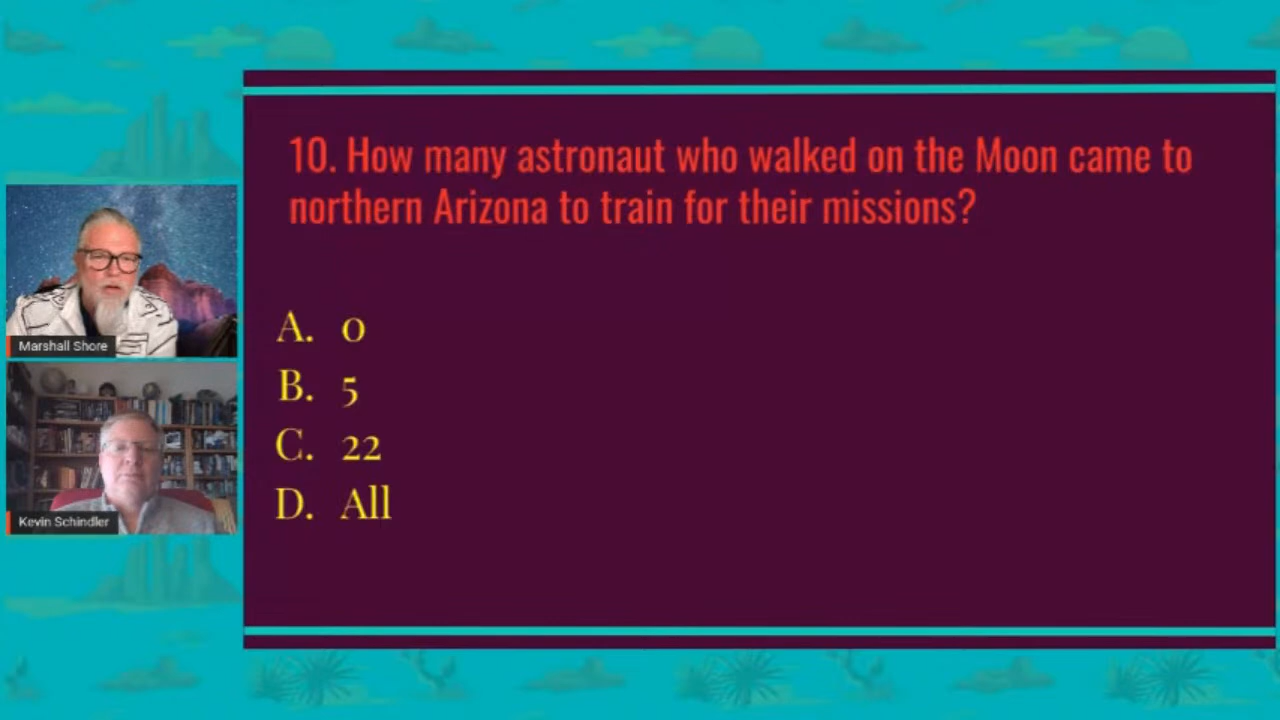 10. How many astronaut who walked on the Moon came to
northern Arizona to train for their missions?
A. 0
B. 5
C. 22
D. All
Marshall Shore
Kevin Schindler